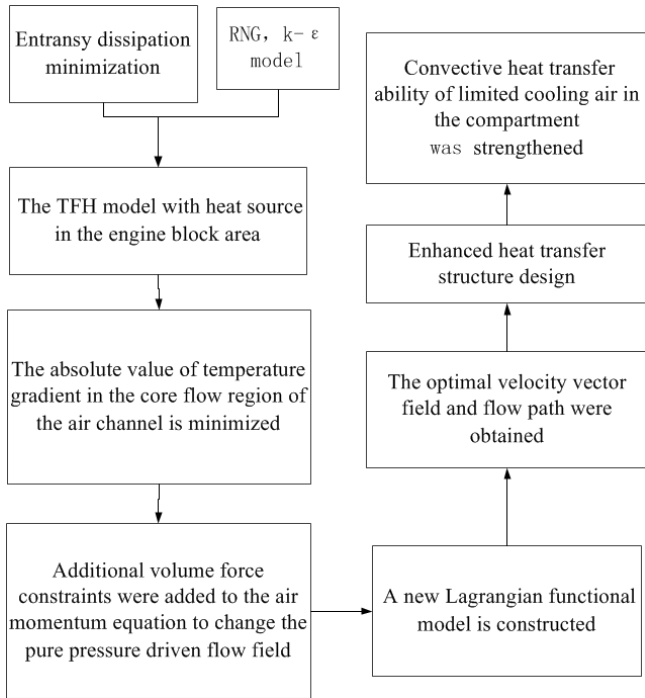 Entransy dissipation
minimization
RNG, k-ε
model
The TFH model with heat source
in the engine block area
The absolute value of temperature
gradient in the core flow region of
the air channel is minimized
Additional volume force
constraints were added to the air
momentum equation to change the
pure pressure driven flow field
A new Lagrangian functional
model is constructed
The optimal velocity vector
field and flow path were
obtained
Enhanced heat transfer
structure design
Convective heat transfer
ability of limited cooling air in
the compartment
was strengthened